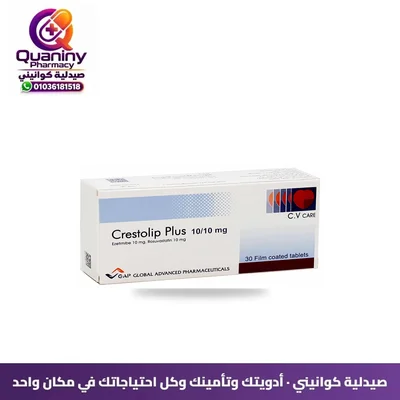 Quaniny
Pharmacy
صيدلية كوانيني
01036181518
C.V CARE
Crestolip Plus 10/10 mg
Ezetimibe 10 mg, Rosuvastatin 10 mg
30 Film coated tablets
GAP GLOBAL ADVANCED PHARMACEUTICALS
صيدلية كوانيني - أدويتك وتأمينك وكل احتياجاتك في مكان واحد